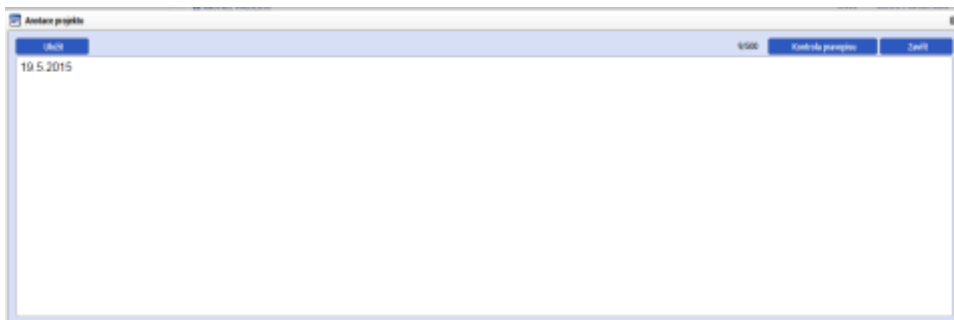 Anotace projektu
Uložit
9/500
Kontrola pravopisu
Zavřít
19.5.2015